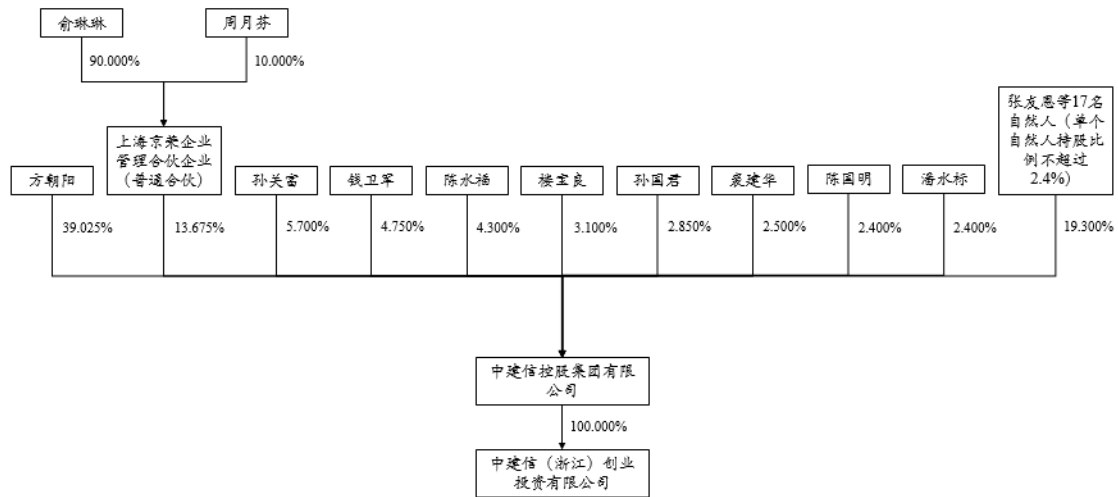 俞琳琳
周月芬
90.000%
10.000%
张友恩等17名
自然人（单个
自然人持股比
例不超过
2.4%）
上海京荣企业
管理合伙企业
（普通合伙）
方朝阳
孙关富
钱卫军
陈水福
楼宝良
孙国君
裘建华
陈国明
潘水标
39.025%
13.675%
5.700%
4.750%
4.300%
3.100%
2.850%
2.500%
2.400%
2.400%
19.300%
中建信控股集团有限
公司
100.000%
中建信（浙江）创业
投资有限公司